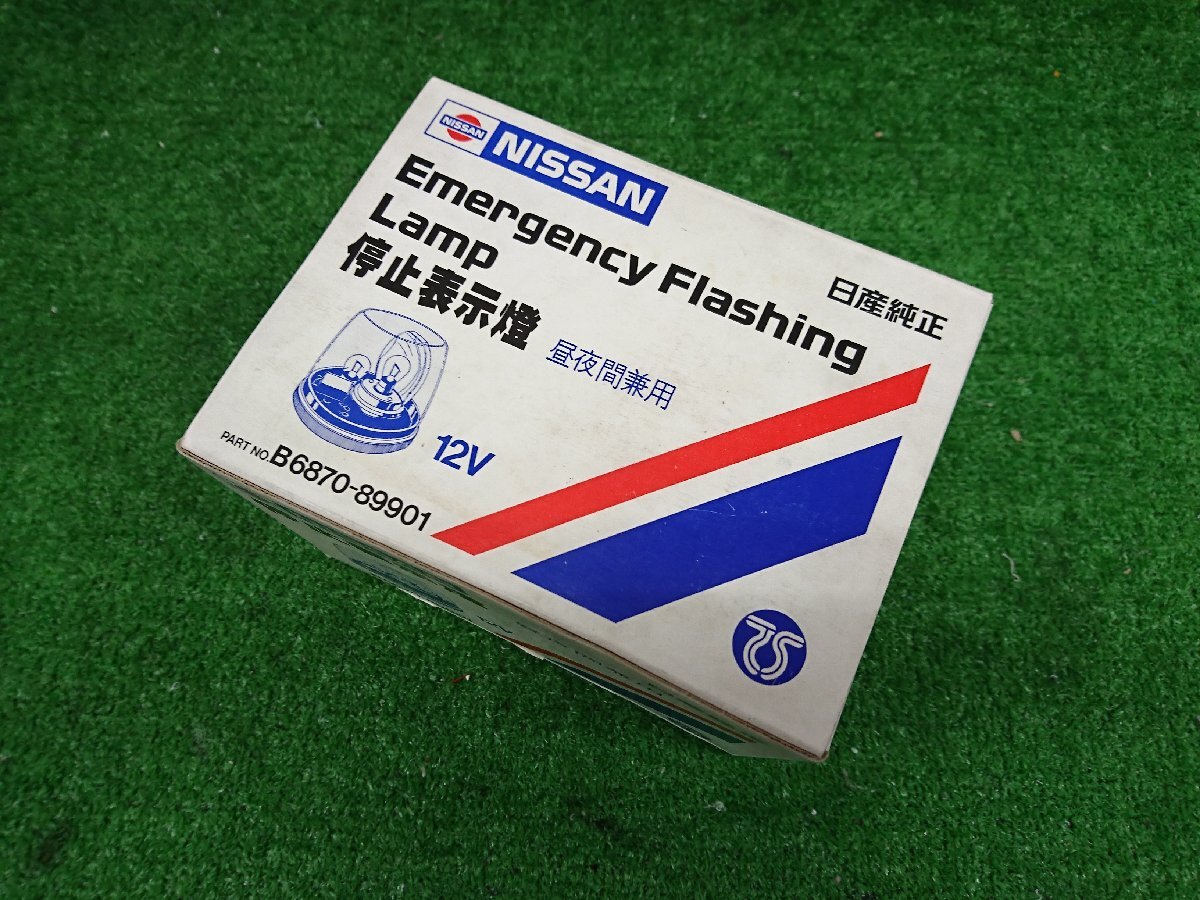 NISSAN NISSAN
Emergency Flashing
Lamp
日産純正
停止表示燈
昼夜間兼用
12V
PART NO. B6870-89901